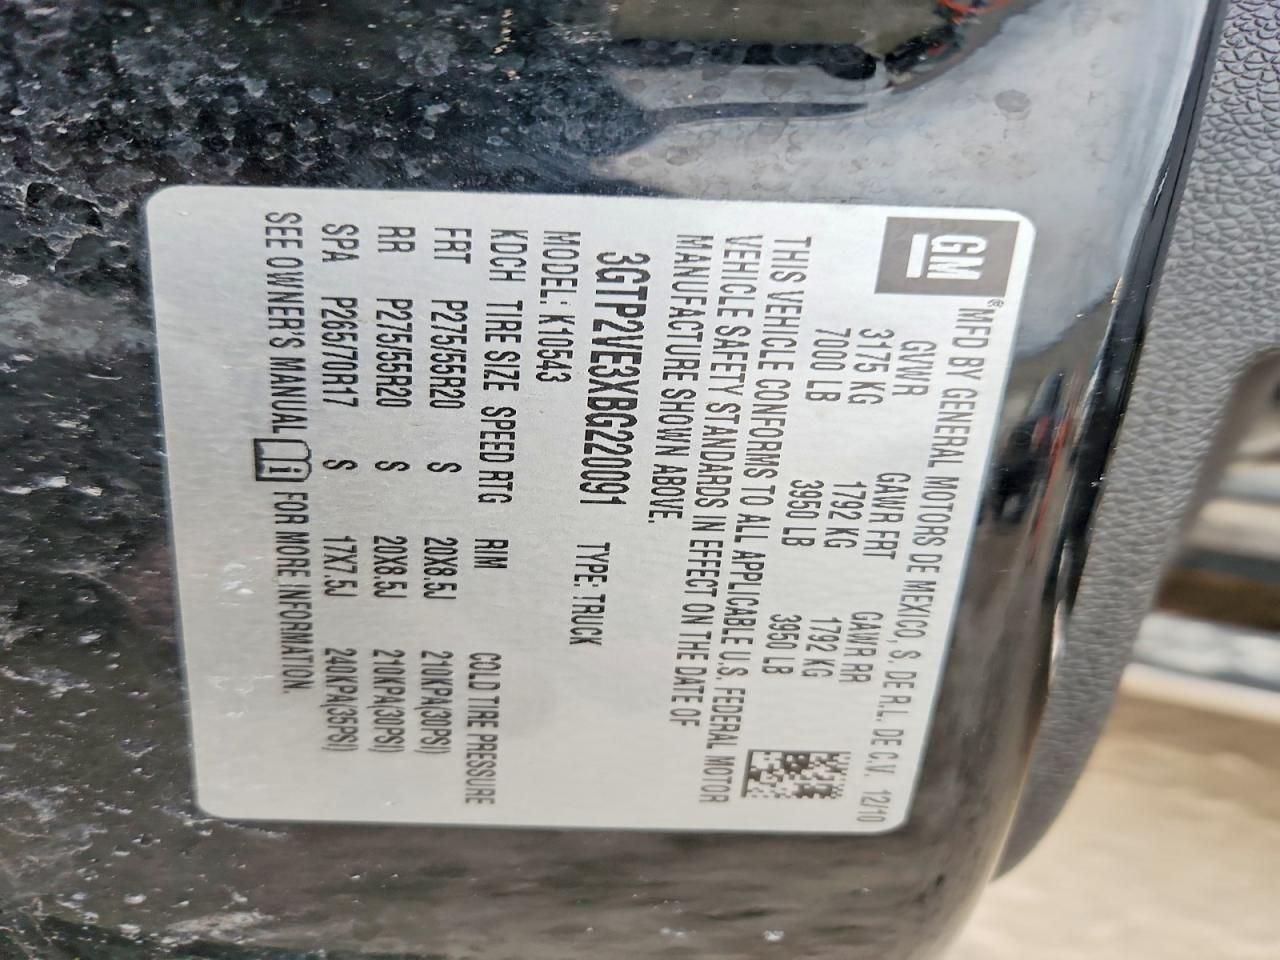 GM ® MFD BY GENERAL MOTORS DE MEXICO, S. DE R.L. DE C.V. 12/10
GVWR GAWR FRT GAWR RR
3175 KG 1792 KG 1792 KG
7000 LB 3950 LB 3950 LB
THIS VEHICLE CONFORMS TO ALL APPLICABLE U.S. FEDERAL MOTOR
VEHICLE SAFETY STANDARDS IN EFFECT ON THE DATE OF
MANUFACTURE SHOWN ABOVE.
3GTP2VE3XBG220091 TYPE: TRUCK
MODEL: K10543
KDCH TIRE SIZE SPEED RTG RIM COLD TIRE PRESSURE
FRT P275/55R20 S 20X8.5J 210KPA(30PSI)
RR P275/55R20 S 20X8.5J 210KPA(30PSI)
SPA P265/70R17 S 17X7.5J 240KPA(35PSI)
SEE OWNER'S MANUAL FOR MORE INFORMATION.